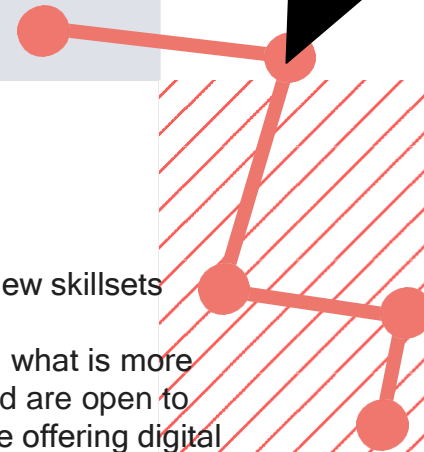 ew skillsets
what is more
d are open to
e offering digital